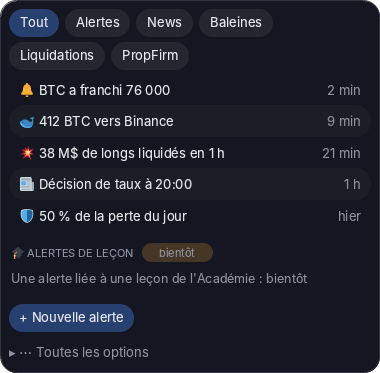 Tout Alertes News Baleines
Liquidations PropFirm
🔔 BTC a franchi 76 000 2 min
🐋 412 BTC vers Binance 9 min
💥 38 M$ de longs liquidés en 1 h 21 min
📰 Décision de taux à 20:00 1 h
🛡️ 50 % de la perte du jour hier
🎓 ALERTES DE LEÇON bientôt
Une alerte liée à une leçon de l'Académie : bientôt
+ Nouvelle alerte
▸ ⋯ Toutes les options